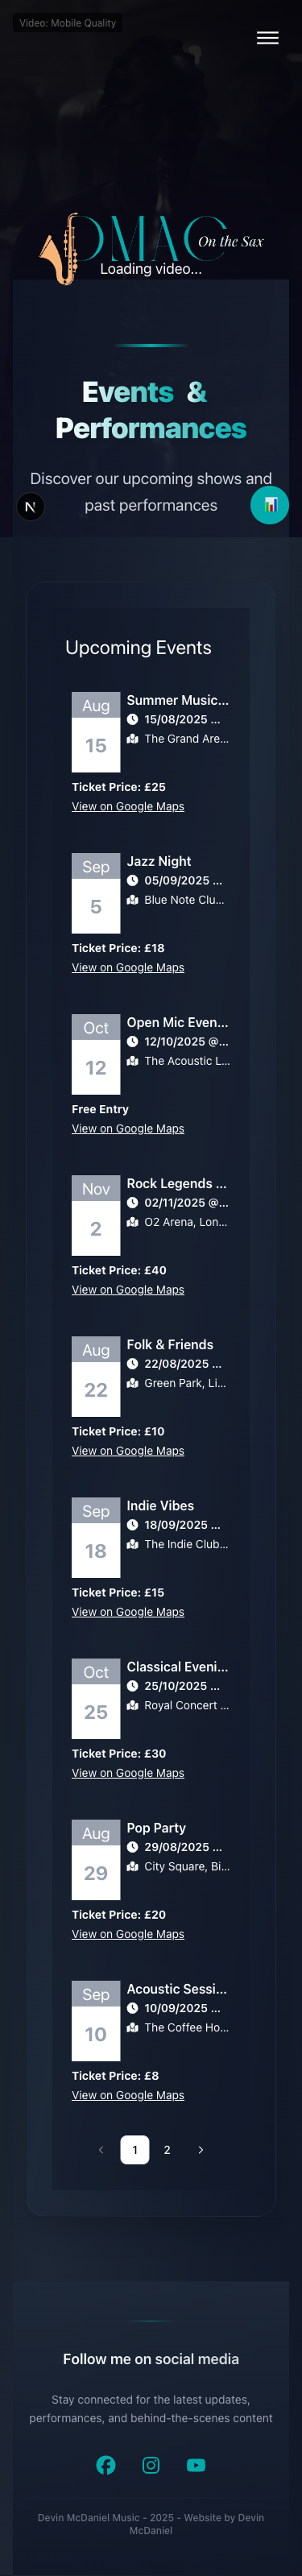 Video: Mobile Quality
DMAC On the Sax
Loading video...
Events &
Performances
Discover our upcoming shows and
past performances
N
Upcoming Events
Aug
15
Summer Music...
15/08/2025 ...
The Grand Are...
Ticket Price: £25
View on Google Maps
Sep
5
Jazz Night
05/09/2025 ...
Blue Note Clu...
Ticket Price: £18
View on Google Maps
Oct
12
Open Mic Even...
12/10/2025 @...
The Acoustic L...
Free Entry
View on Google Maps
Nov
2
Rock Legends ...
02/11/2025 @...
O2 Arena, Lon...
Ticket Price: £40
View on Google Maps
Aug
22
Folk & Friends
22/08/2025 ...
Green Park, Li...
Ticket Price: £10
View on Google Maps
Sep
18
Indie Vibes
18/09/2025 ...
The Indie Club...
Ticket Price: £15
View on Google Maps
Oct
25
Classical Eveni...
25/10/2025 ...
Royal Concert ...
Ticket Price: £30
View on Google Maps
Aug
29
Pop Party
29/08/2025 ...
City Square, Bi...
Ticket Price: £20
View on Google Maps
Sep
10
Acoustic Sessi...
10/09/2025 ...
The Coffee Ho...
Ticket Price: £8
View on Google Maps
‹ 1 2 ›
Follow me on social media
Stay connected for the latest updates,
performances, and behind-the-scenes content
Devin McDaniel Music - 2025 - Website by Devin
McDaniel